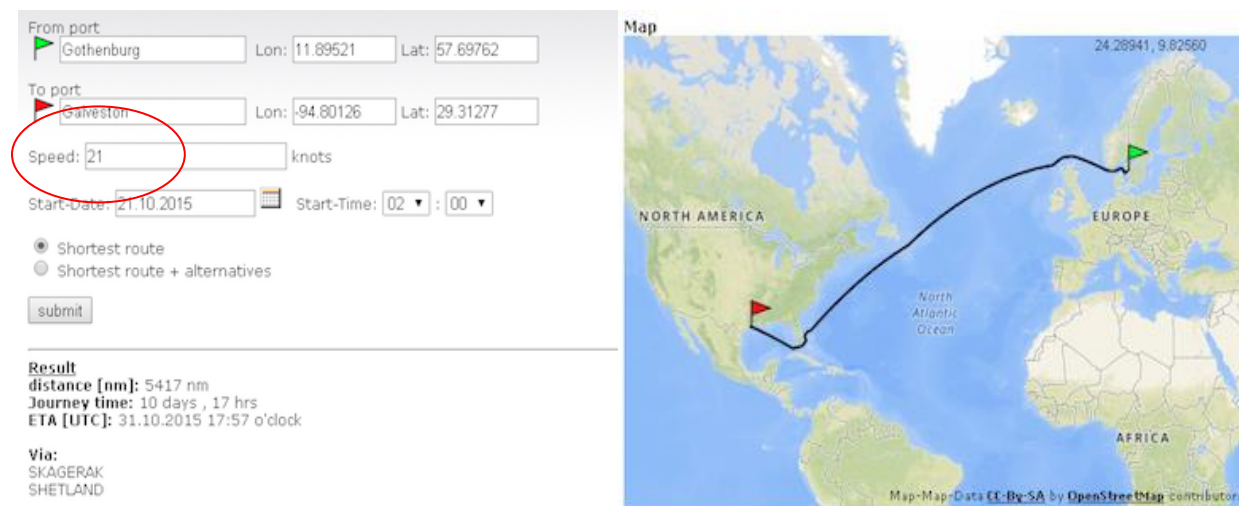 From port
Gothenburg Lon: 11.89521 Lat: 57.69762
To port
Galveston Lon: -94.80126 Lat: 29.31277
Speed: 21 knots
Start-Date: 21.10.2015 Start-Time: 02 : 00
Shortest route
Shortest route + alternatives
submit
Result
distance [nm]: 5417 nm
Journey time: 10 days , 17 hrs
ETA [UTC]: 31.10.2015 17:57 o'clock
Via:
SKAGERAK
SHETLAND
Map
24.28941, 9.82560
NORTH AMERICA
EUROPE
North
Atlantic
Ocean
AFRICA
Map-Map-Data CC-By-SA by OpenStreetMap contributor